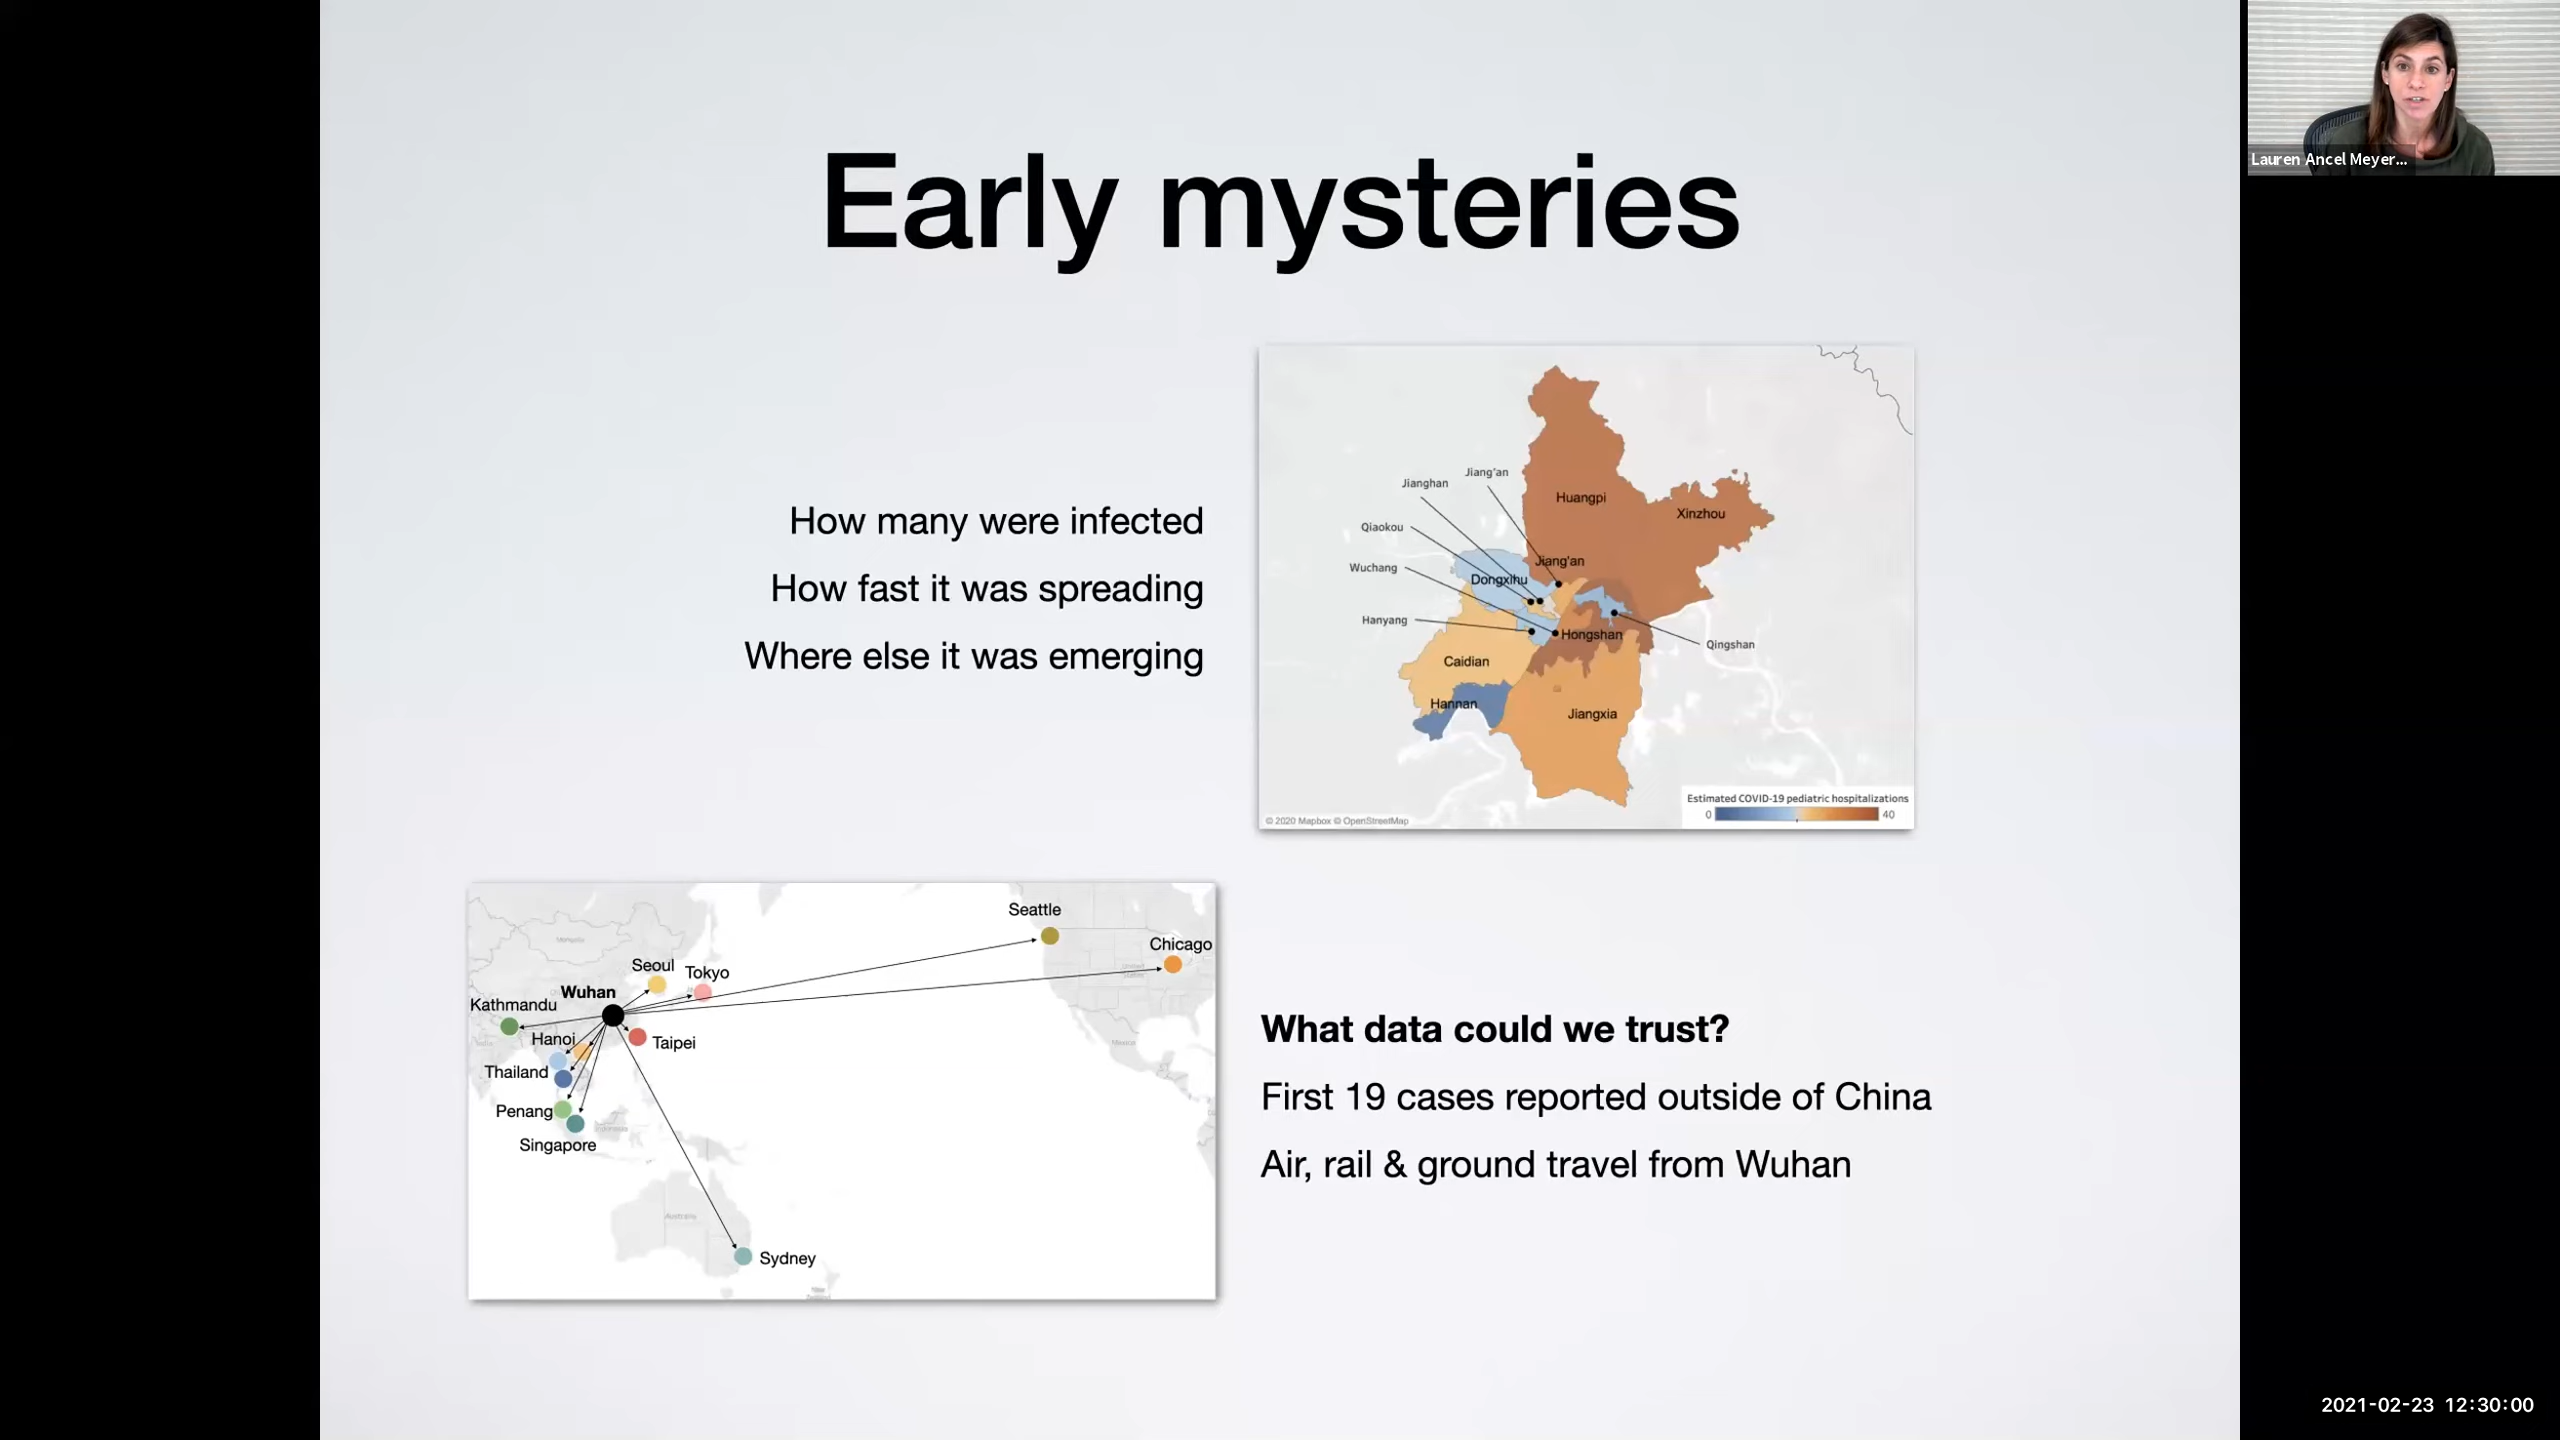 Lauren Ancel Meyer...
Early mysteries
How many were infected
How fast it was spreading
Where else it was emerging
Jiang'an
Jianghan
Huangpi
Xinzhou
Qiaokou
Jiang'an
Wuchang
Dongxihu
Hanyang
Hongshan
Qingshan
Caidian
Hannan
Jiangxia
Estimated COVID-19 pediatric hospitalizations
0 40
© 2020 Mapbox © OpenStreetMap
Seattle
Chicago
Mongolia
Seoul
Tokyo
Wuhan
Kathmandu
Hanoi
Taipei
Thailand
Penang
Singapore
Mexico
Australia
Sydney
What data could we trust?
First 19 cases reported outside of China
Air, rail & ground travel from Wuhan
2021-02-23 12:30:00